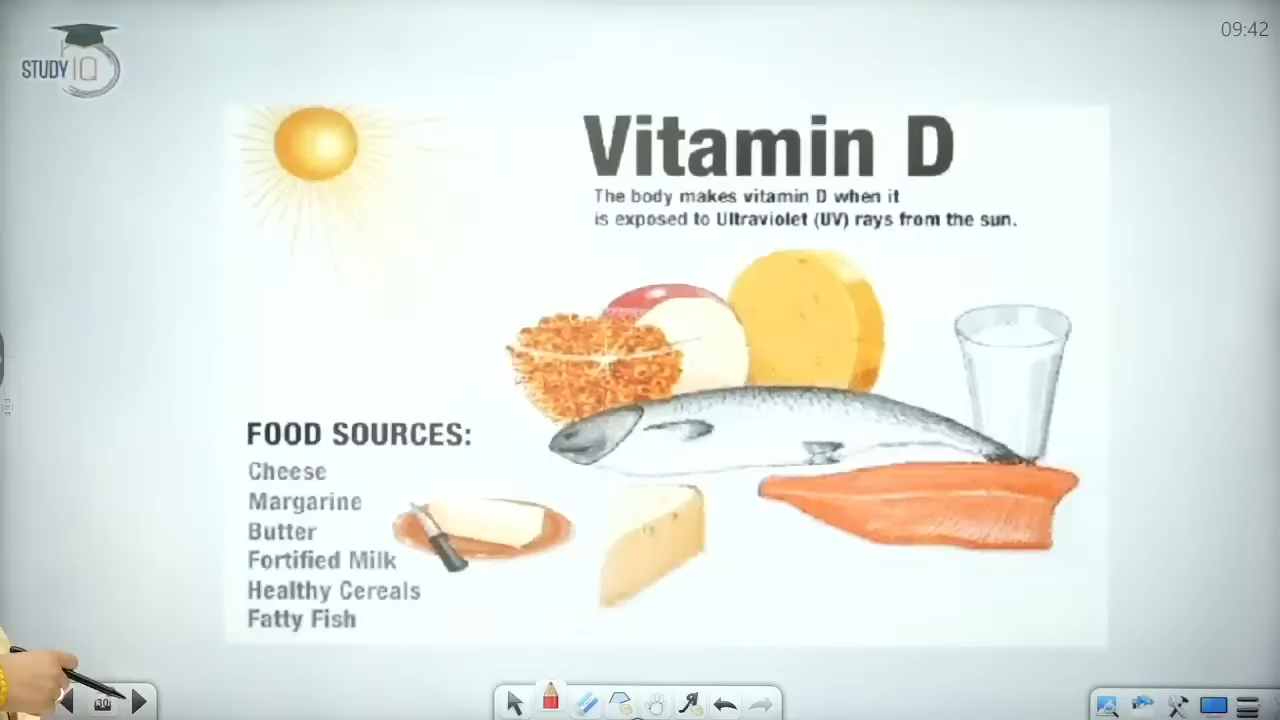 STUDY IQ
09:42
Vitamin D
The body makes vitamin D when it
is exposed to Ultraviolet (UV) rays from the sun.
FOOD SOURCES:
Cheese
Margarine
Butter
Fortified Milk
Healthy Cereals
Fatty Fish
30